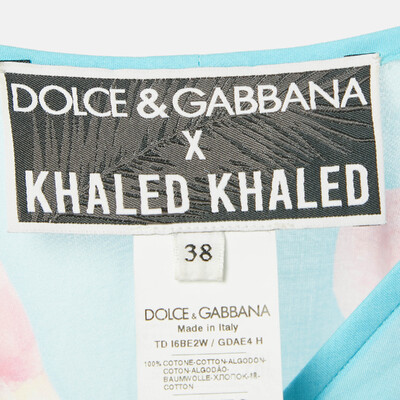 DOLCE & GABBANA
X
KHALED KHALED
38
DOLCE & GABBANA
Made in Italy
TD I6BE2W / GDAE4 H
100% COTONE-COTTON-ALGODON-
COTON-ALGODÃO-
BAUMWOLLE-ХЛОПОК-棉-
COTTON